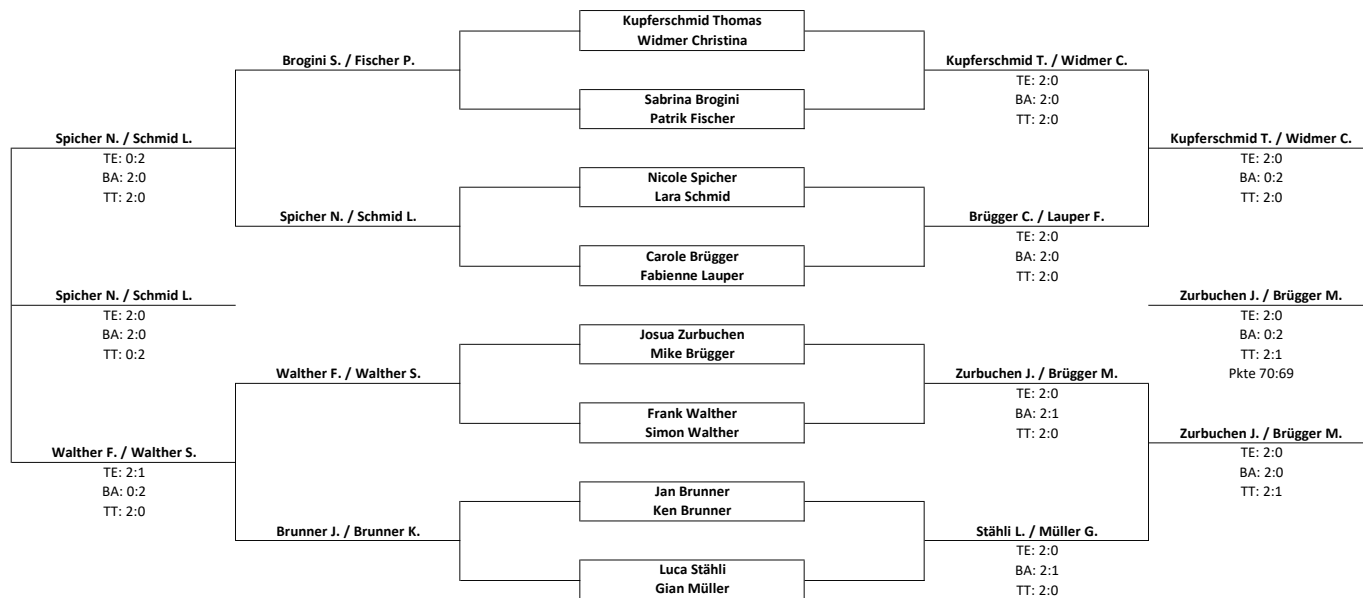 Kupferschmid Thomas
Widmer Christina
Brogini S. / Fischer P.
Kupferschmid T. / Widmer C.
TE: 2:0
BA: 2:0
TT: 2:0
Sabrina Brogini
Patrik Fischer
Spicher N. / Schmid L.
TE: 0:2
BA: 2:0
TT: 2:0
Kupferschmid T. / Widmer C.
TE: 2:0
BA: 0:2
TT: 2:0
Nicole Spicher
Lara Schmid
Spicher N. / Schmid L.
Brügger C. / Lauper F.
TE: 2:0
BA: 2:0
TT: 2:0
Carole Brügger
Fabienne Lauper
Spicher N. / Schmid L.
TE: 2:0
BA: 2:0
TT: 0:2
Zurbuchen J. / Brügger M.
TE: 2:0
BA: 0:2
TT: 2:1
Pkte 70:69
Josua Zurbuchen
Mike Brügger
Walther F. / Walther S.
Zurbuchen J. / Brügger M.
TE: 2:0
BA: 2:1
TT: 2:0
Frank Walther
Simon Walther
Walther F. / Walther S.
TE: 2:1
BA: 0:2
TT: 2:0
Zurbuchen J. / Brügger M.
TE: 2:0
BA: 2:0
TT: 2:1
Jan Brunner
Ken Brunner
Brunner J. / Brunner K.
Stähli L. / Müller G.
TE: 2:0
BA: 2:1
TT: 2:0
Luca Stähli
Gian Müller